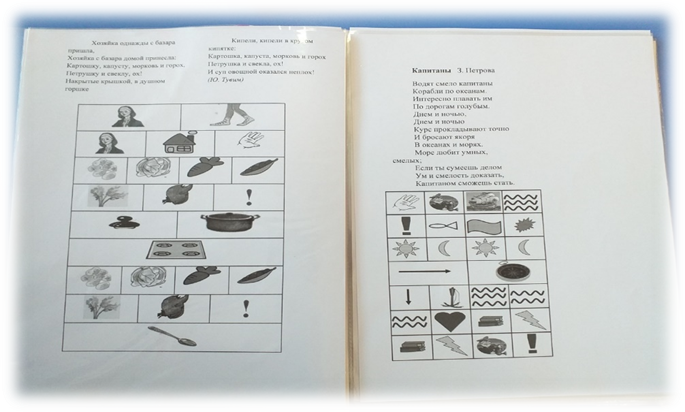 Хозяйка однажды с базара
пришла,
Хозяйка с базара домой принесла:
Картошку, капусту, морковь и горох,
Петрушку и свеклу, ох!
Накрытые крышкой, в душном
горшке
Кипели, кипели в крутом
кипятке:
Картошка, капуста, морковь и горох
Петрушка и свекла, ох!
И суп овощной оказался неплох!
(Ю. Тувим)
Капитаны З. Петрова
Водят смело капитаны
Корабли по океанам.
Интересно плавать им
По дорогам голубым.
Днем и ночью,
Днем и ночью
Курс прокладывают точно
И бросают якоря
В океанах и морях.
Море любит умных,
смелых;
Если ты сумеешь делом
Ум и смелость доказать,
Капитаном сможешь стать.